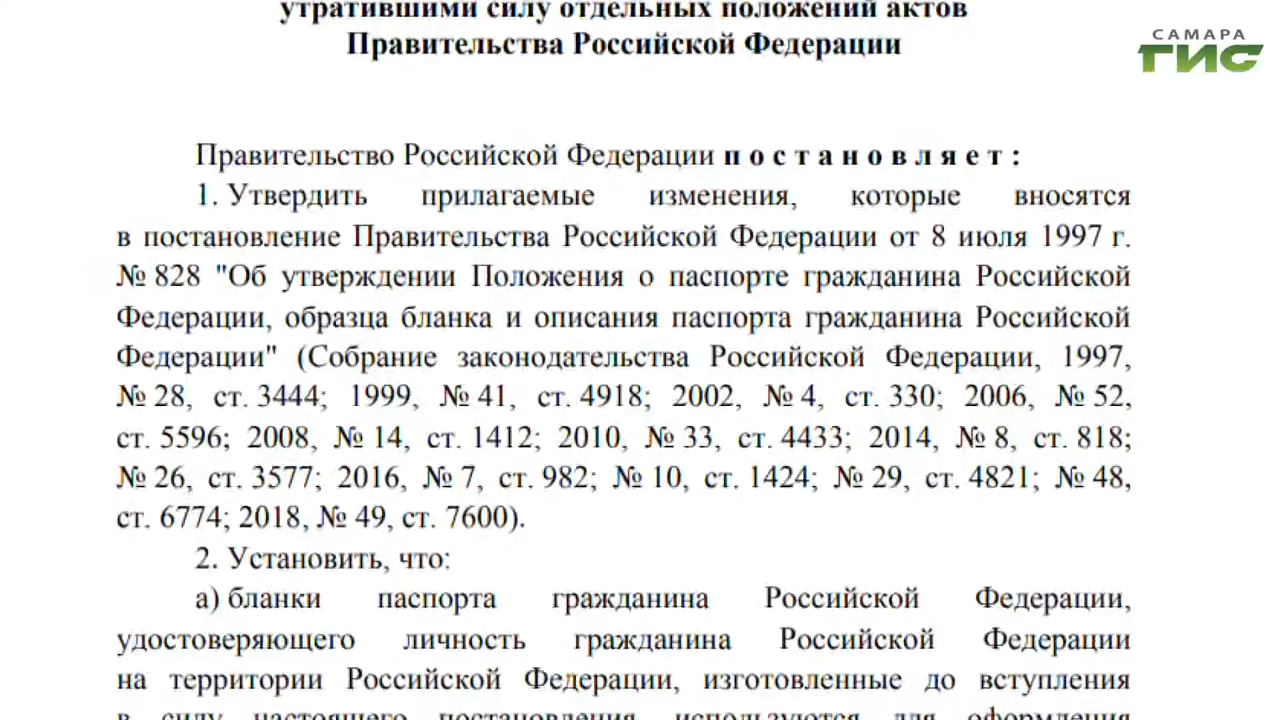 утратившими силу отдельных положений актов
Правительства Российской Федерации
САМАРА
ГИС
Правительство Российской Федерации п о с т а н о в л я е т :
1. Утвердить прилагаемые изменения, которые вносятся
в постановление Правительства Российской Федерации от 8 июля 1997 г.
№ 828 "Об утверждении Положения о паспорте гражданина Российской
Федерации, образца бланка и описания паспорта гражданина Российской
Федерации" (Собрание законодательства Российской Федерации, 1997,
№ 28, ст. 3444; 1999, № 41, ст. 4918; 2002, № 4, ст. 330; 2006, № 52,
ст. 5596; 2008, № 14, ст. 1412; 2010, № 33, ст. 4433; 2014, № 8, ст. 818;
№ 26, ст. 3577; 2016, № 7, ст. 982; № 10, ст. 1424; № 29, ст. 4821; № 48,
ст. 6774; 2018, № 49, ст. 7600).
2. Установить, что:
а) бланки паспорта гражданина Российской Федерации,
удостоверяющего личность гражданина Российской Федерации
на территории Российской Федерации, изготовленные до вступления
в силу настоящего постановления, используются для оформления